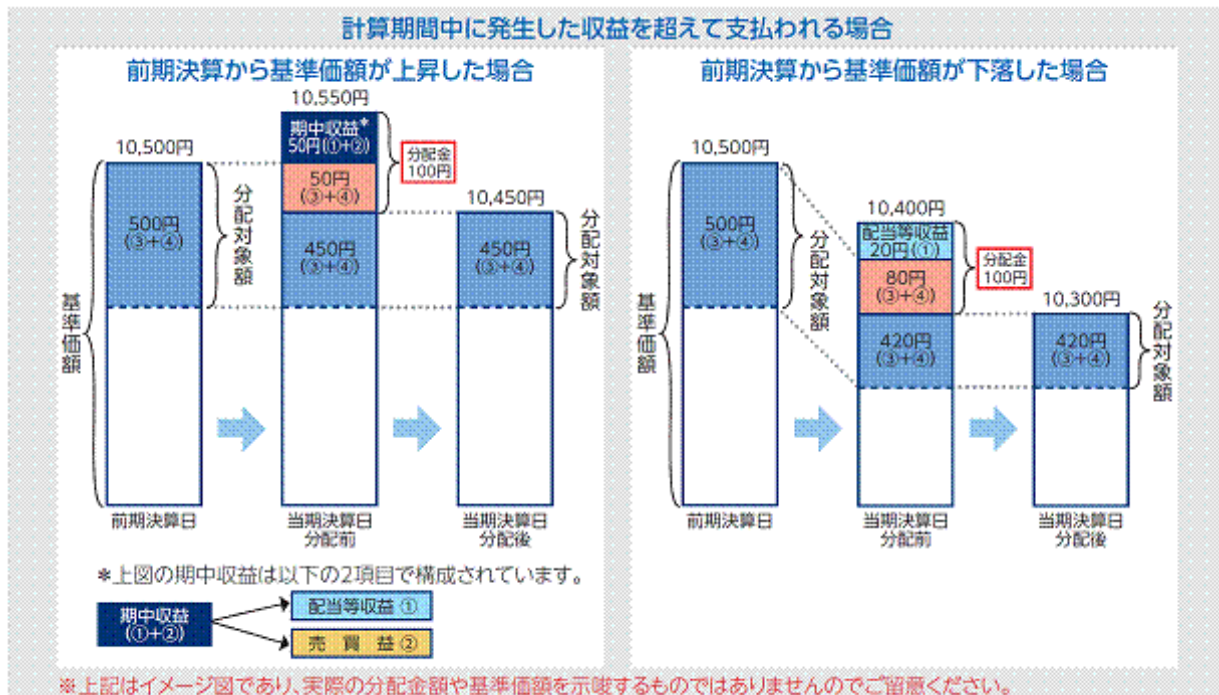 計算期間中に発生した収益を超えて支払われる場合
前期決算から基準価額が上昇した場合
10,550円
期中収益*
50円(①+②)
分配金
100円
10,500円
50円
(③+④)
10,450円
500円
(③+④)
分配対象額
450円
(③+④)
450円
(③+④)
分配対象額
基準価額
前期決算日
当期決算日
分配前
当期決算日
分配後
*上図の期中収益は以下の2項目で構成されています。
期中収益
(①+②)
配当等収益 ①
売 買 益 ②
前期決算から基準価額が下落した場合
10,500円
500円
(③+④)
分配対象額
10,400円
配当等収益
20円(①)
分配金
100円
80円
(③+④)
10,300円
420円
(③+④)
420円
(③+④)
分配対象額
基準価額
前期決算日
当期決算日
分配前
当期決算日
分配後
※上記はイメージ図であり、実際の分配金額や基準価額を示唆するものではありませんのでご留意ください。